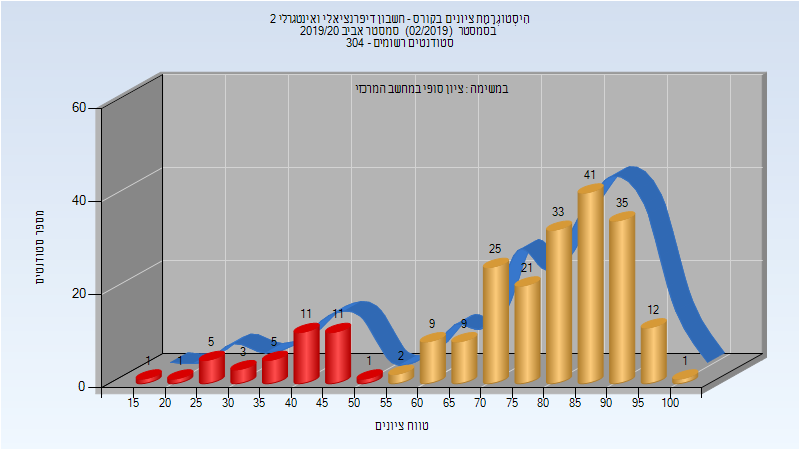 היסטוגרמת ציונים בקורס - חשבון דיפרנציאלי ואינטגרלי 2
בסמסטר (02/2019) סמסטר אביב 2019/20
סטודנטים רשומים - 304
במשימה : ציון סופי במחשב המרכזי
מספר סטודנטים
60
40
20
0
1 1 5 3 5 11 11 1 2 9 9 25 21 33 41 35 12 1
15 20 25 30 35 40 45 50 55 60 65 70 75 80 85 90 95 100
טווח ציונים